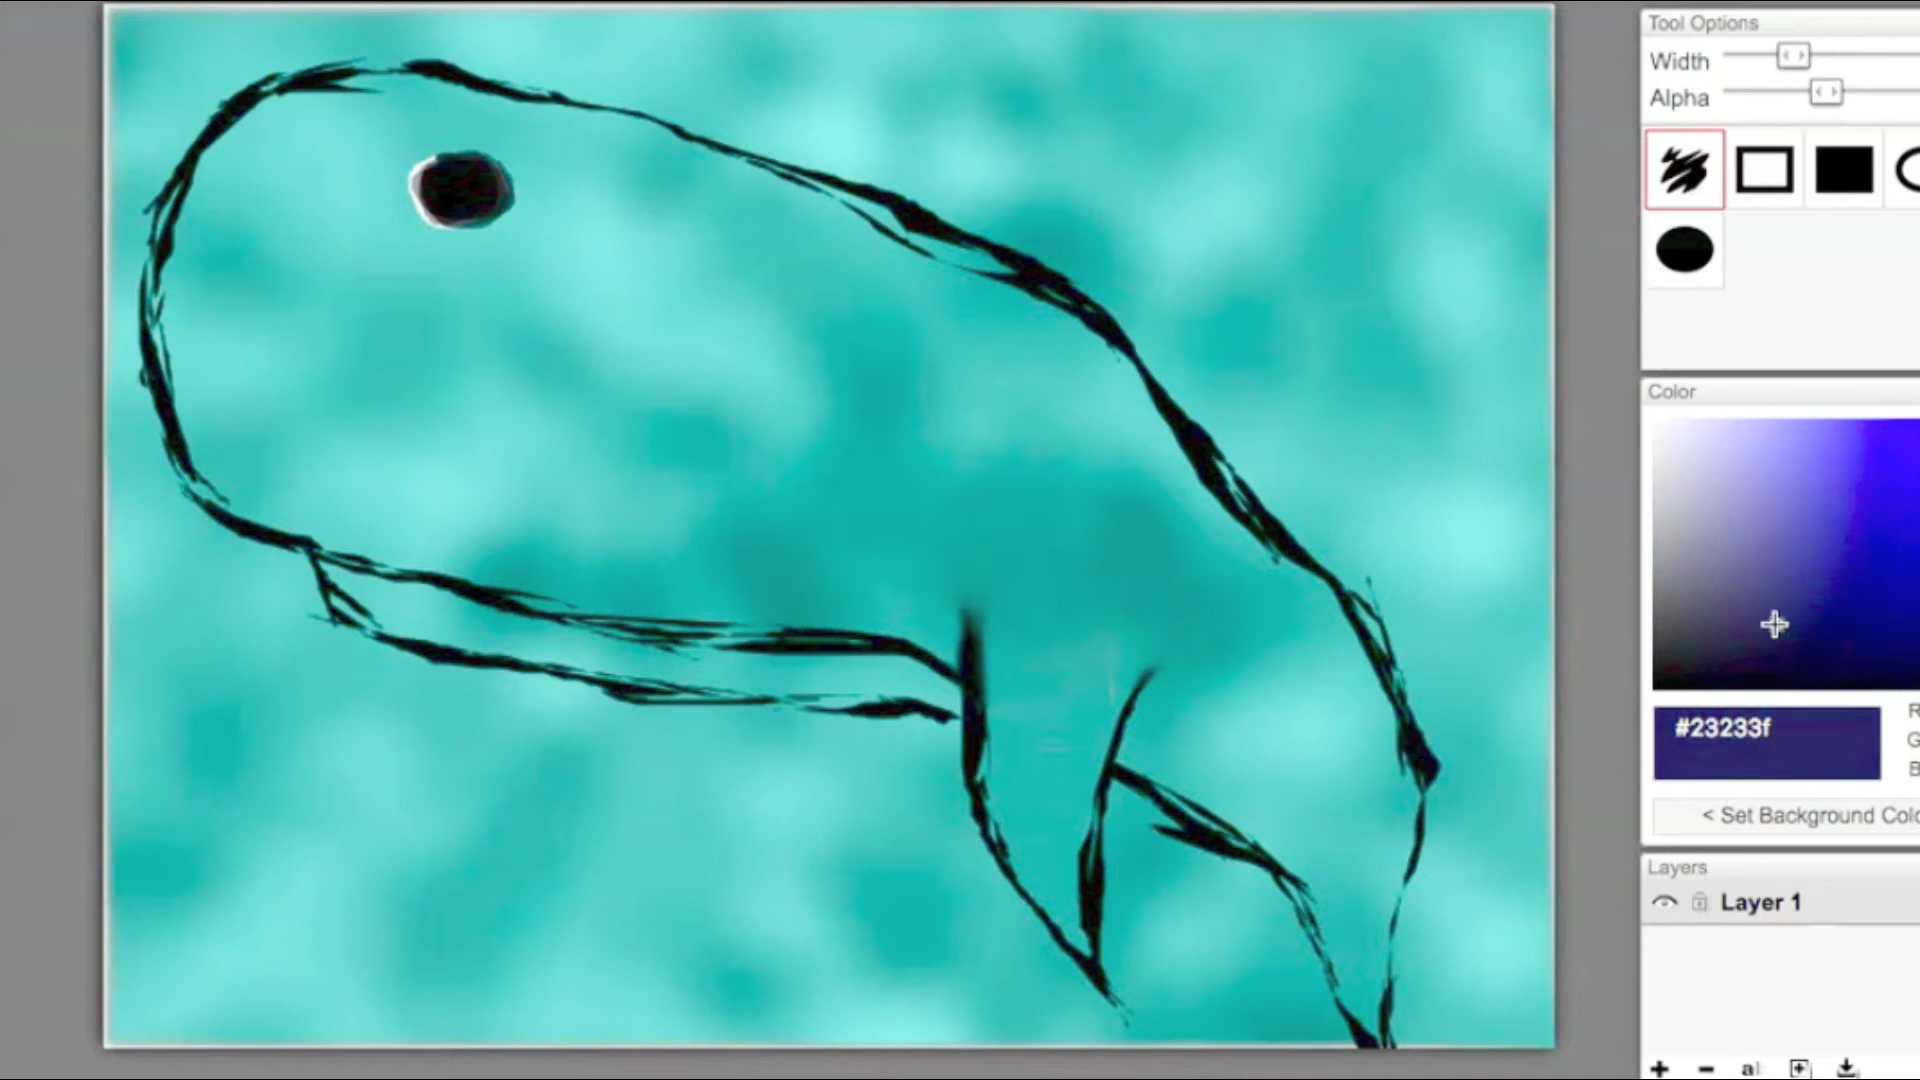 Tool Options
Width
Alpha
Color
#23233f
R
G
B
< Set Background Colo
Layers
Layer 1